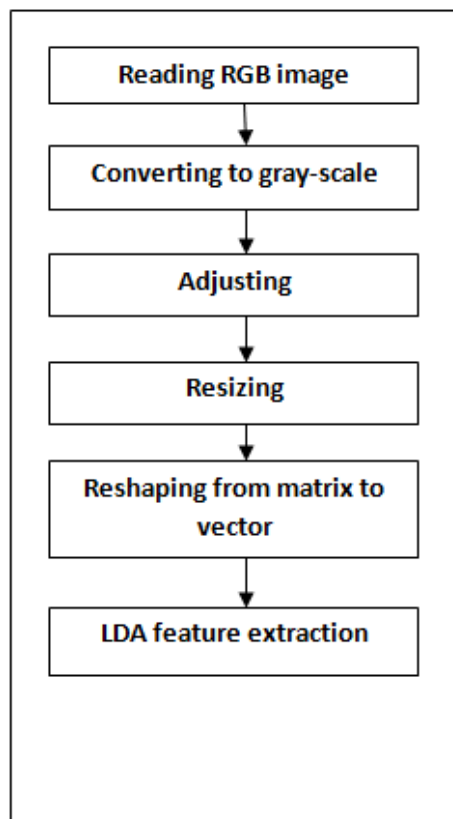 Reading RGB image
Converting to gray-scale
Adjusting
Resizing
Reshaping from matrix to
vector
LDA feature extraction